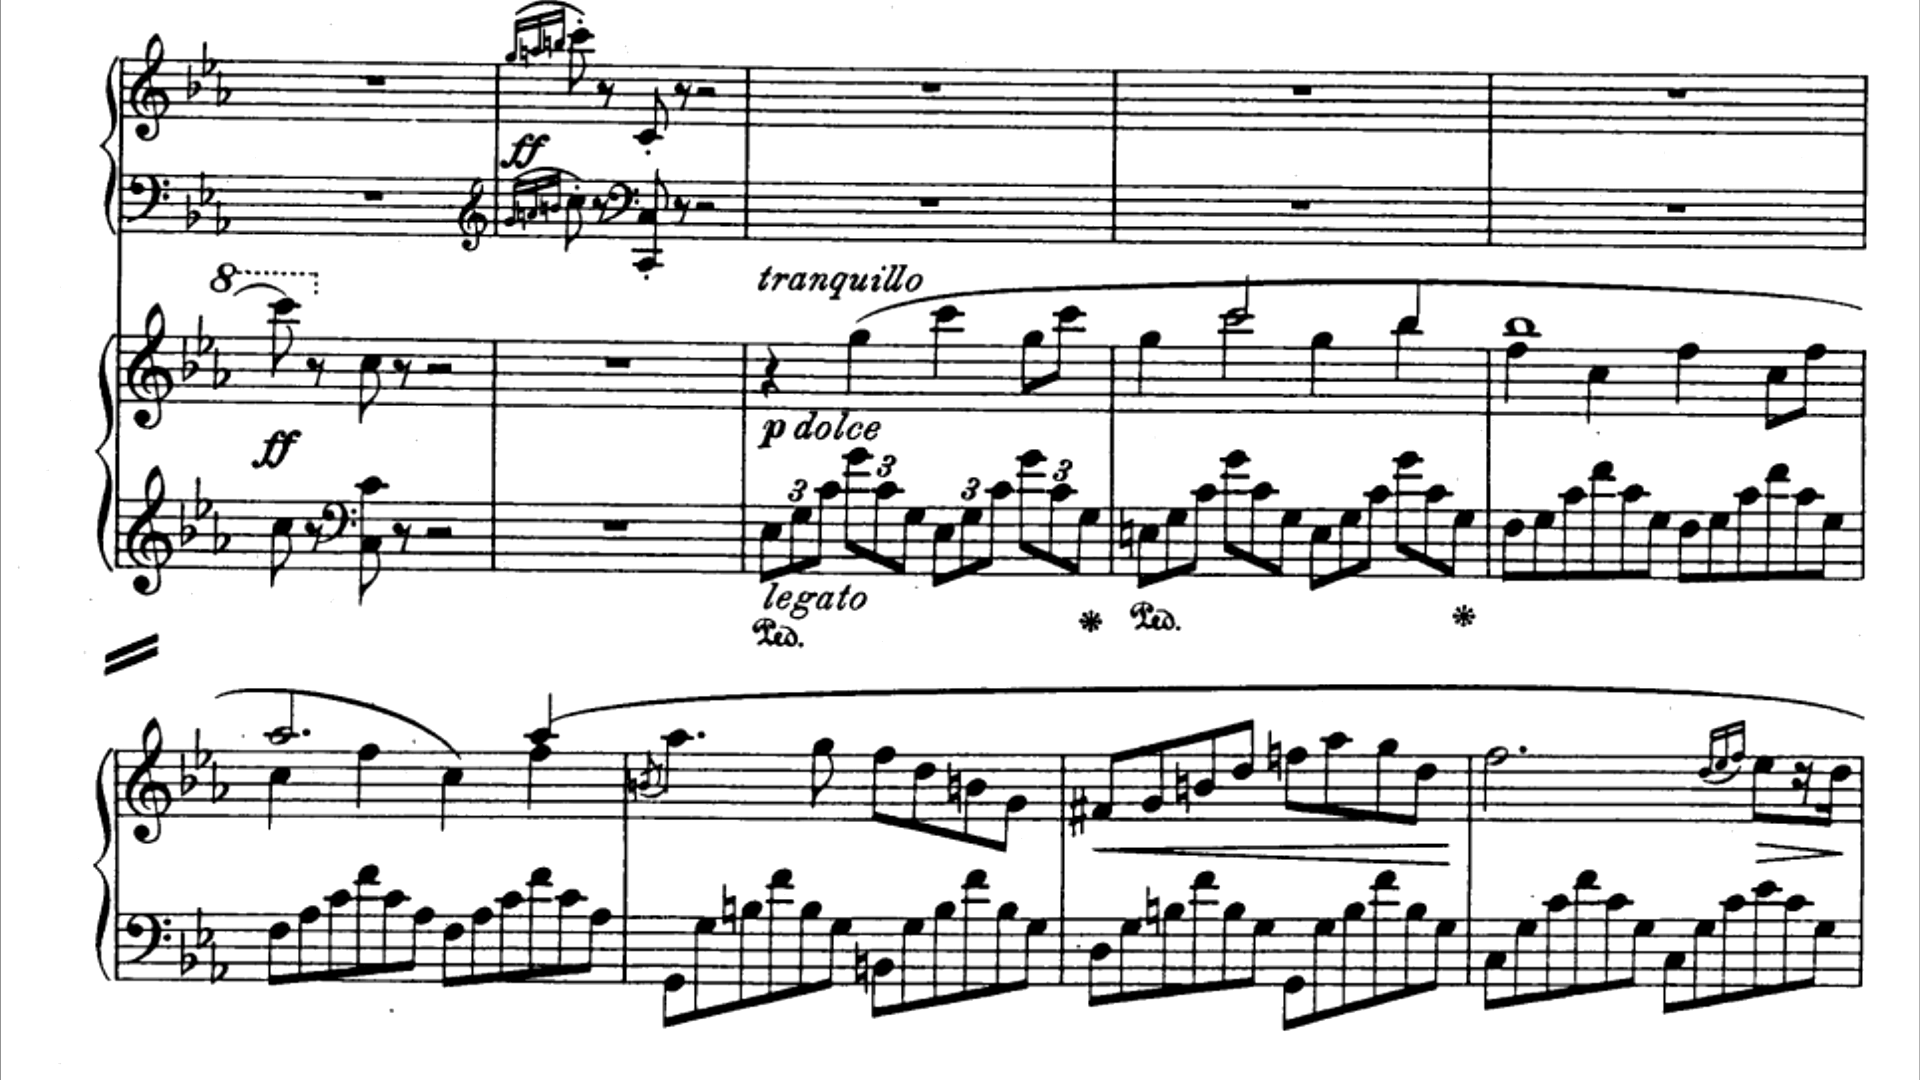 ff
8
tranquillo
ff
p dolce
3 3 3 3
legato
Ped. * Ped. *